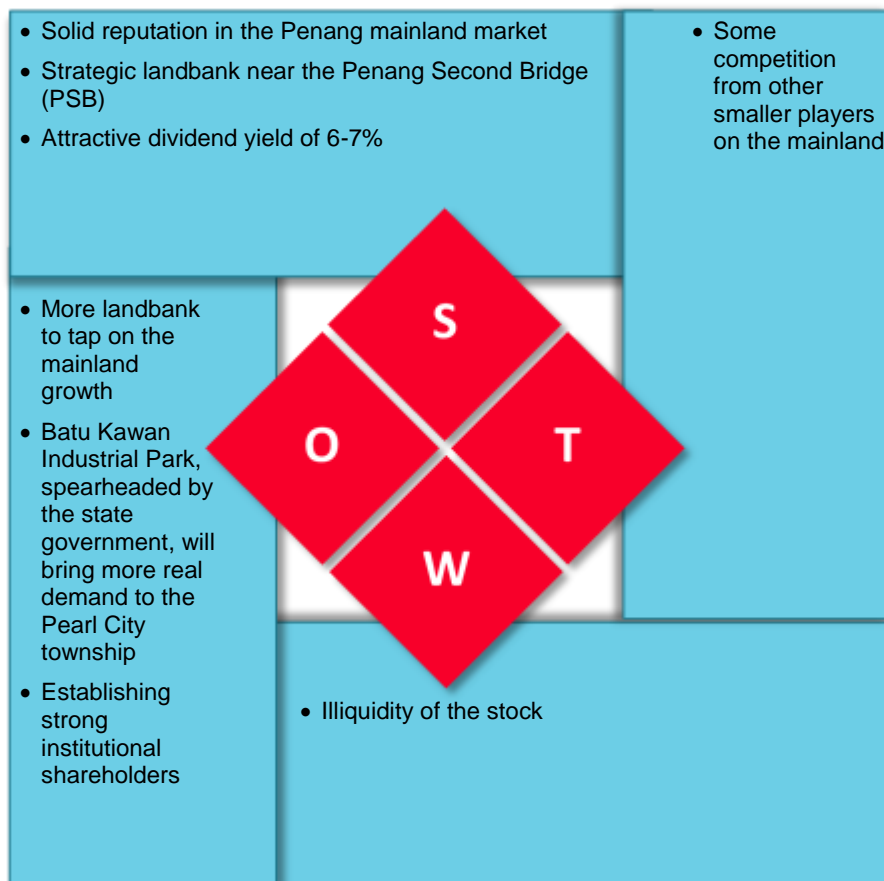 • Solid reputation in the Penang mainland market
• Strategic landbank near the Penang Second Bridge
(PSB)
• Attractive dividend yield of 6-7%
• Some
competition
from other
smaller players
on the mainland
S
O
T
W
• More landbank
to tap on the
mainland
growth
• Batu Kawan
Industrial Park,
spearheaded by
the state
government, will
bring more real
demand to the
Pearl City
township
• Establishing
strong
institutional
shareholders
• Illiquidity of the stock